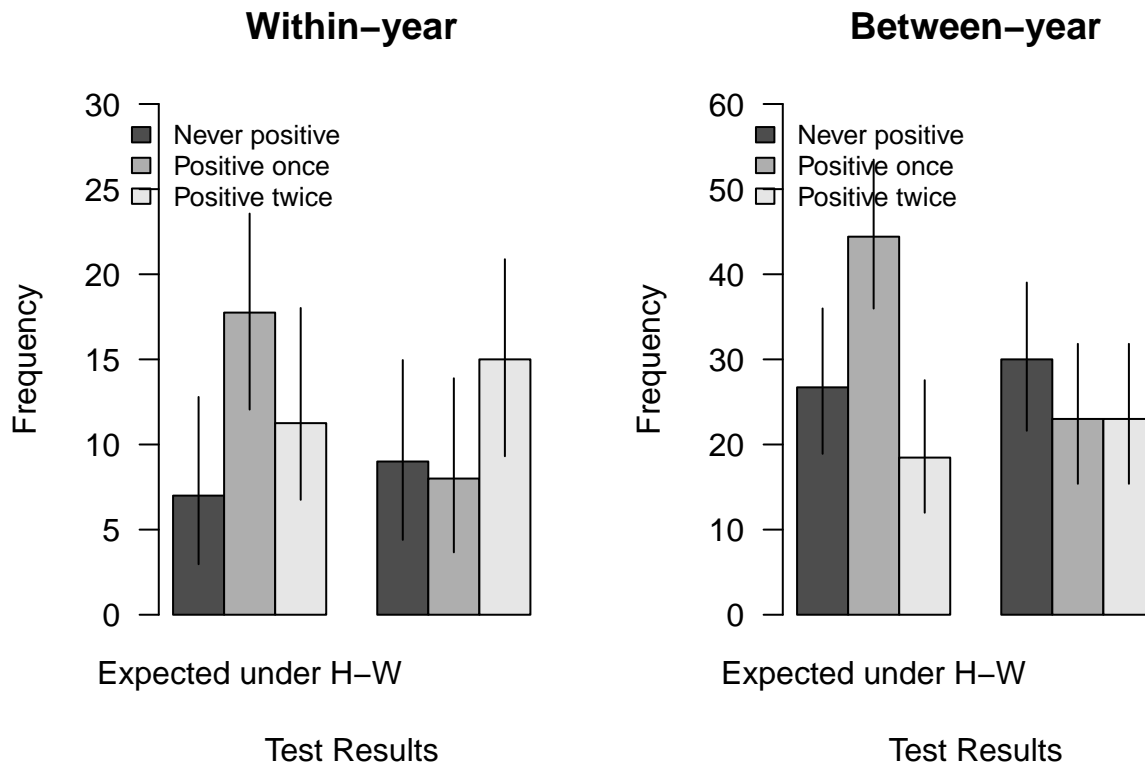 Within−year
Frequency
30
25
20
15
10
5
0
Never positive
Positive once
Positive twice
Expected under H−W
Test Results
Between−year
Frequency
60
50
40
30
20
10
0
Never positive
Positive once
Positive twice
Expected under H−W
Test Results